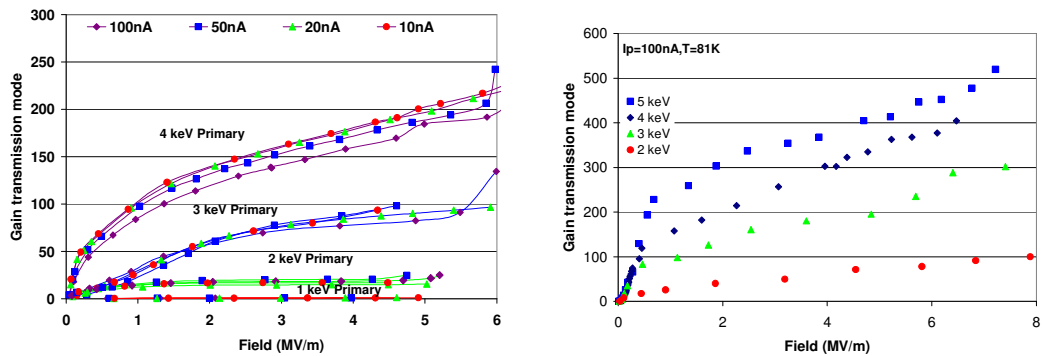 100nA 50nA 20nA 10nA
300
250
200
150
100
50
0
Gain transmission mode
4 keV Primary
3 keV Primary
2 keV Primary
1 keV Primary
0 1 2 3 4 5 6
Field (MV/m)
Ip=100nA,T=81K
600
500
400
300
200
100
0
Gain transmission mode
5 keV
4 keV
3 keV
2 keV
0 2 4 6 8
Field (MV/m)